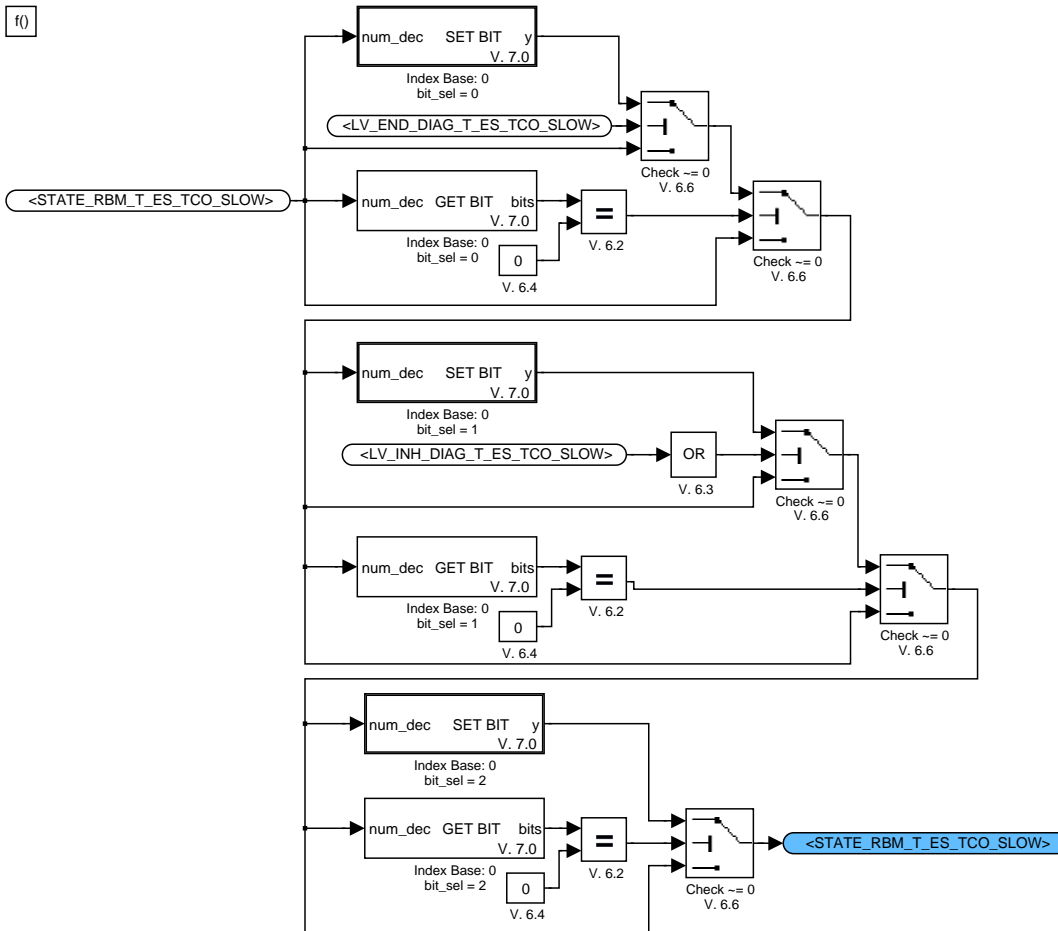 f()
num_dec SET BIT y
V. 7.0
Index Base: 0
bit_sel = 0
<LV_END_DIAG_T_ES_TCO_SLOW>
Check ~= 0
V. 6.6
<STATE_RBM_T_ES_TCO_SLOW>
num_dec GET BIT bits
V. 7.0
Index Base: 0
bit_sel = 0
0
V. 6.4
=
V. 6.2
Check ~= 0
V. 6.6
num_dec SET BIT y
V. 7.0
Index Base: 0
bit_sel = 1
<LV_INH_DIAG_T_ES_TCO_SLOW>
OR
V. 6.3
Check ~= 0
V. 6.6
num_dec GET BIT bits
V. 7.0
Index Base: 0
bit_sel = 1
0
V. 6.4
=
V. 6.2
Check ~= 0
V. 6.6
num_dec SET BIT y
V. 7.0
Index Base: 0
bit_sel = 2
num_dec GET BIT bits
V. 7.0
Index Base: 0
bit_sel = 2
0
V. 6.4
=
V. 6.2
Check ~= 0
V. 6.6
<STATE_RBM_T_ES_TCO_SLOW>